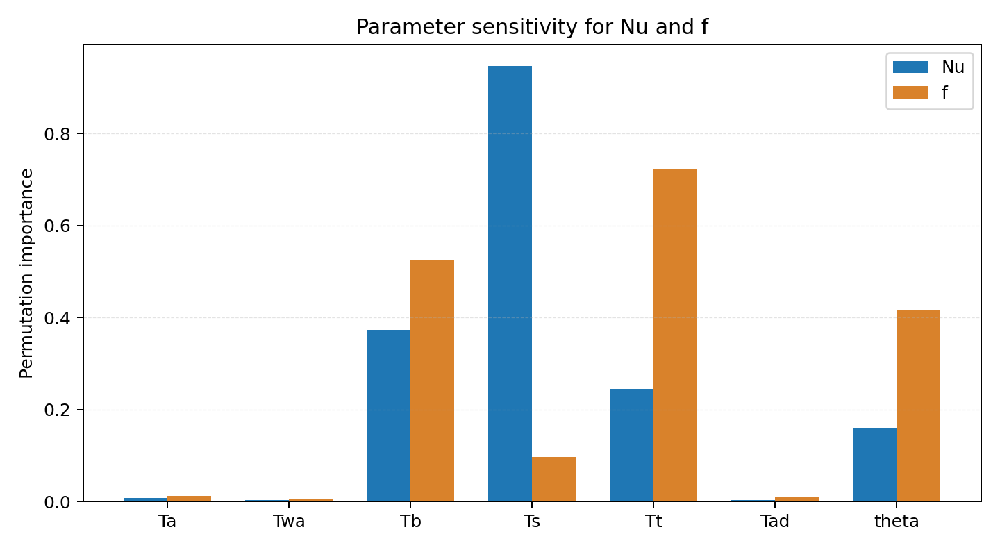 Parameter sensitivity for Nu and f
Nu
f
Permutation importance
0.8
0.6
0.4
0.2
0.0
Ta Twa Tb Ts Tt Tad theta